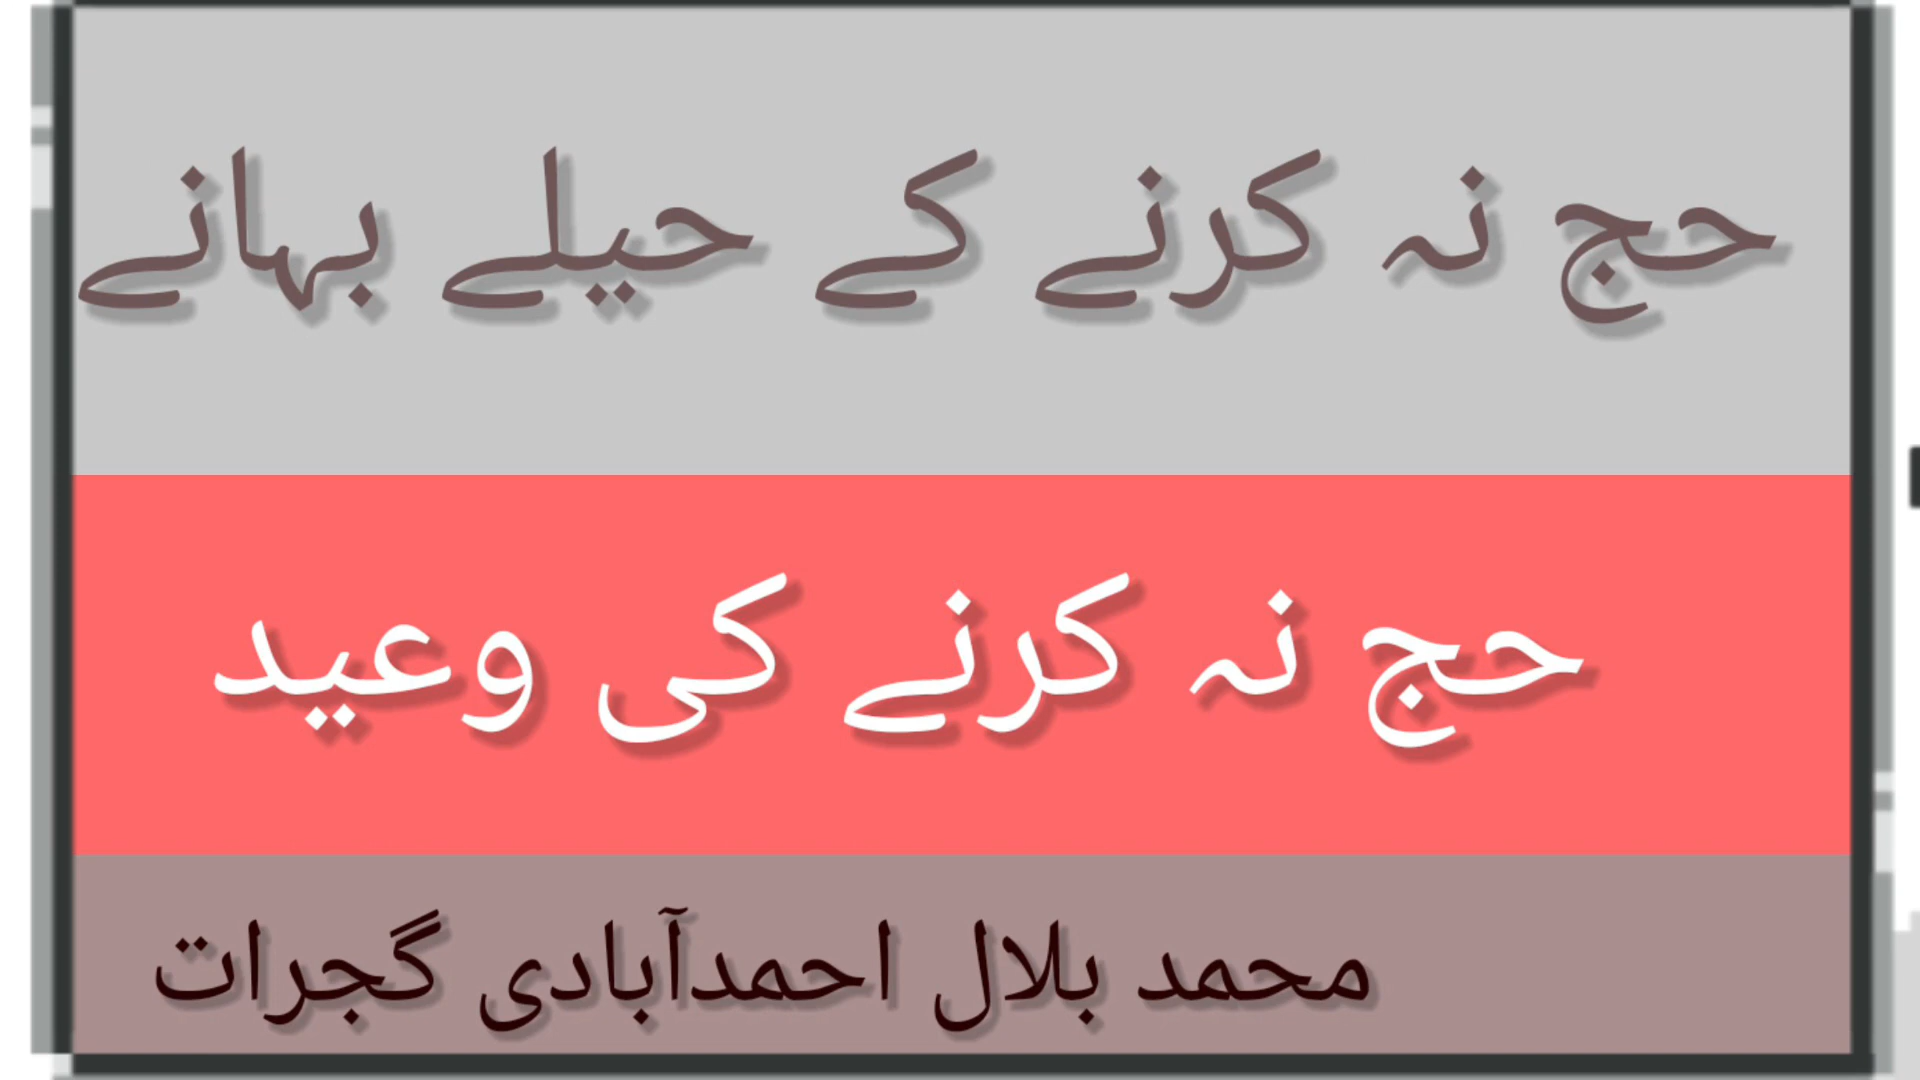 حج نہ کرنے کے حیلے بہانے
حج نہ کرنے کی وعید
محمد بلال احمدآبادی گجرات